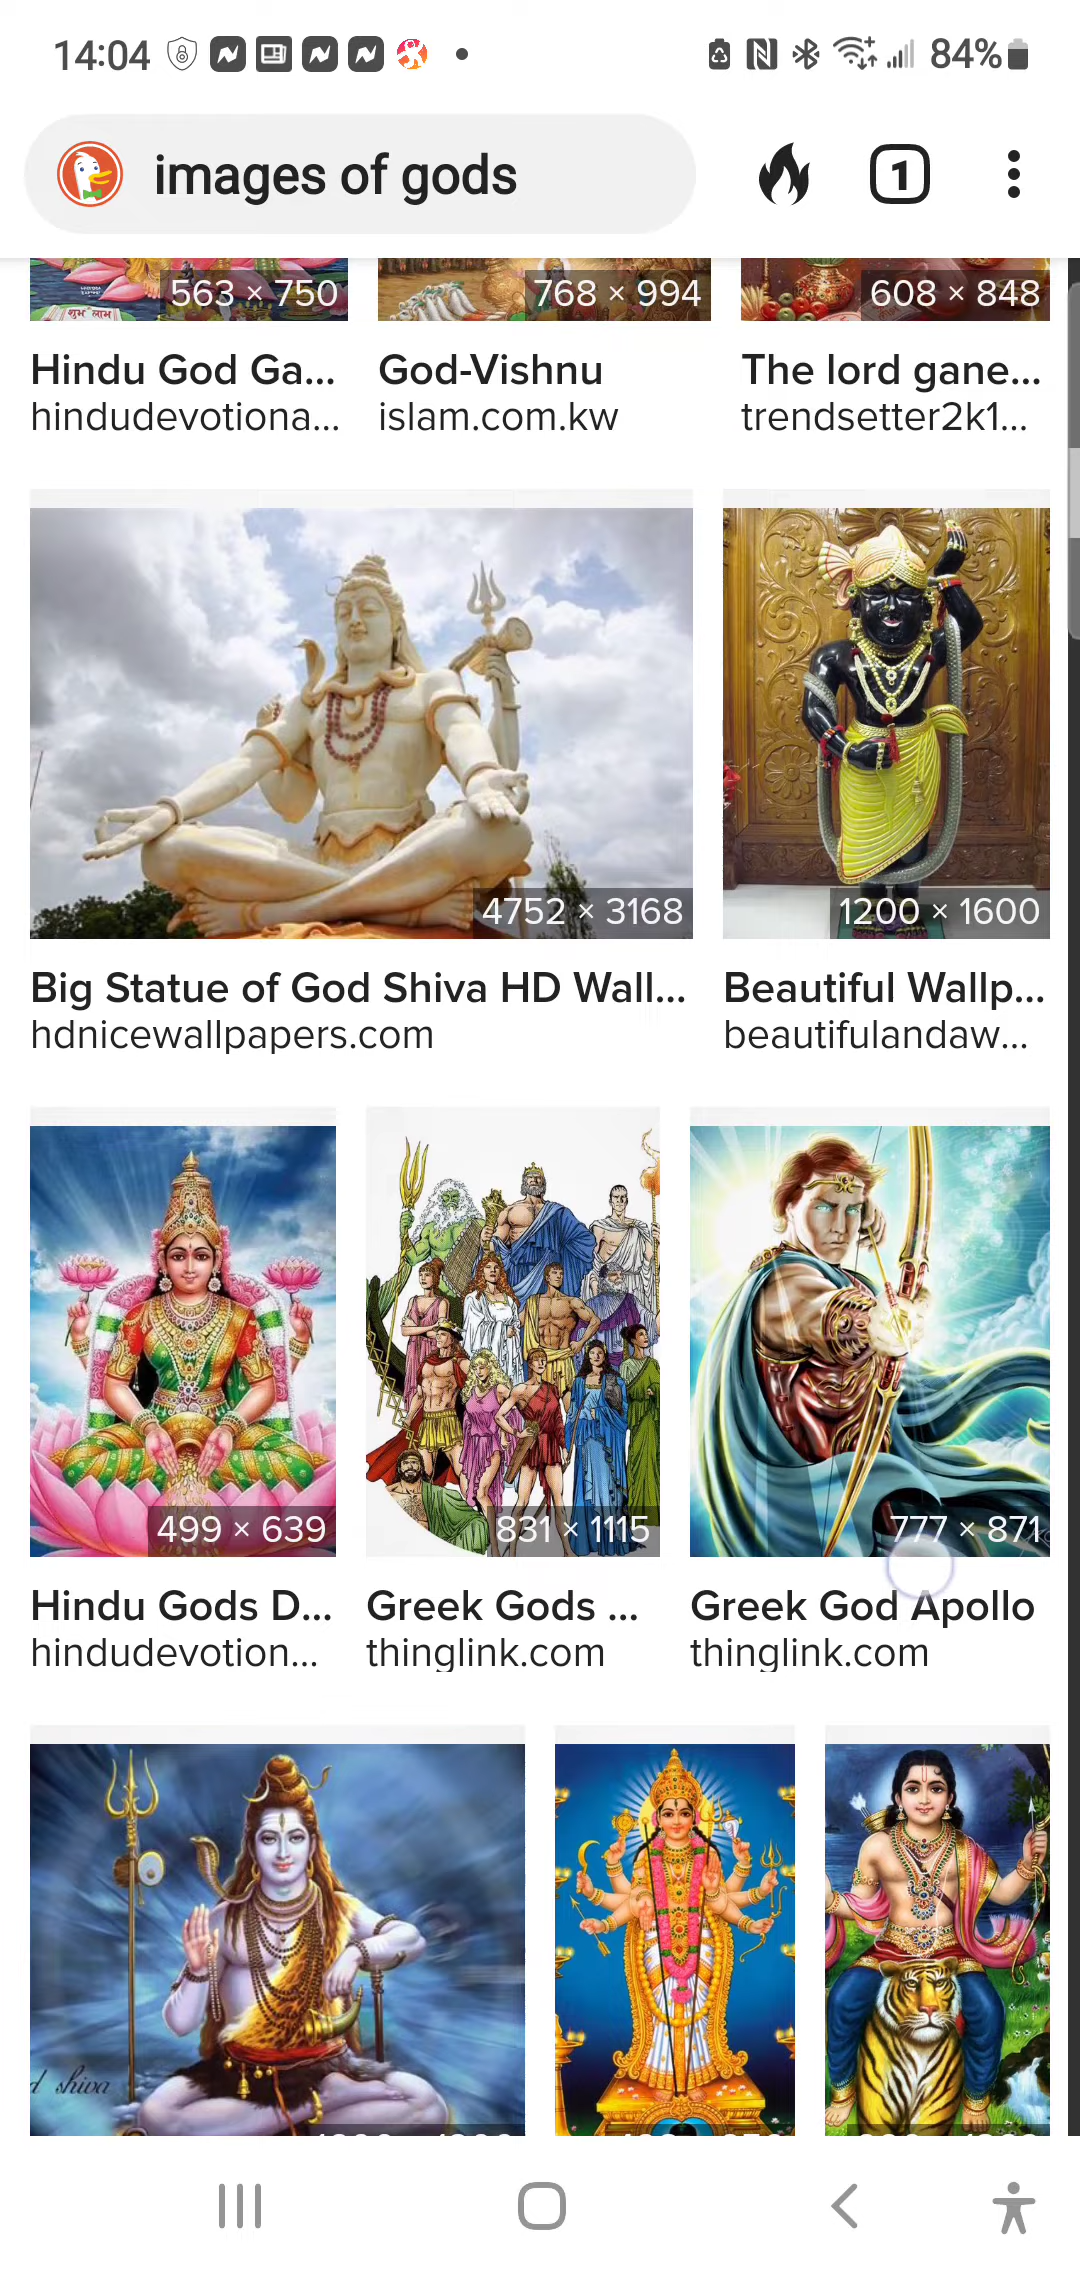 14:04
84%
images of gods
1
शुभ लाभ
563 × 750
768 × 994
608 × 848
Hindu God Ga...
God-Vishnu
The lord gane...
hindudevotiona...
islam.com.kw
trendsetter2k1...
4752 × 3168
1200 × 1600
Big Statue of God Shiva HD Wall...
Beautiful Wallp...
hdnicewallpapers.com
beautifulandaw...
499 × 639
831 × 1115
777 × 871
Hindu Gods D...
Greek Gods ...
Greek God Apollo
hindudevotion...
thinglink.com
thinglink.com
d shiva